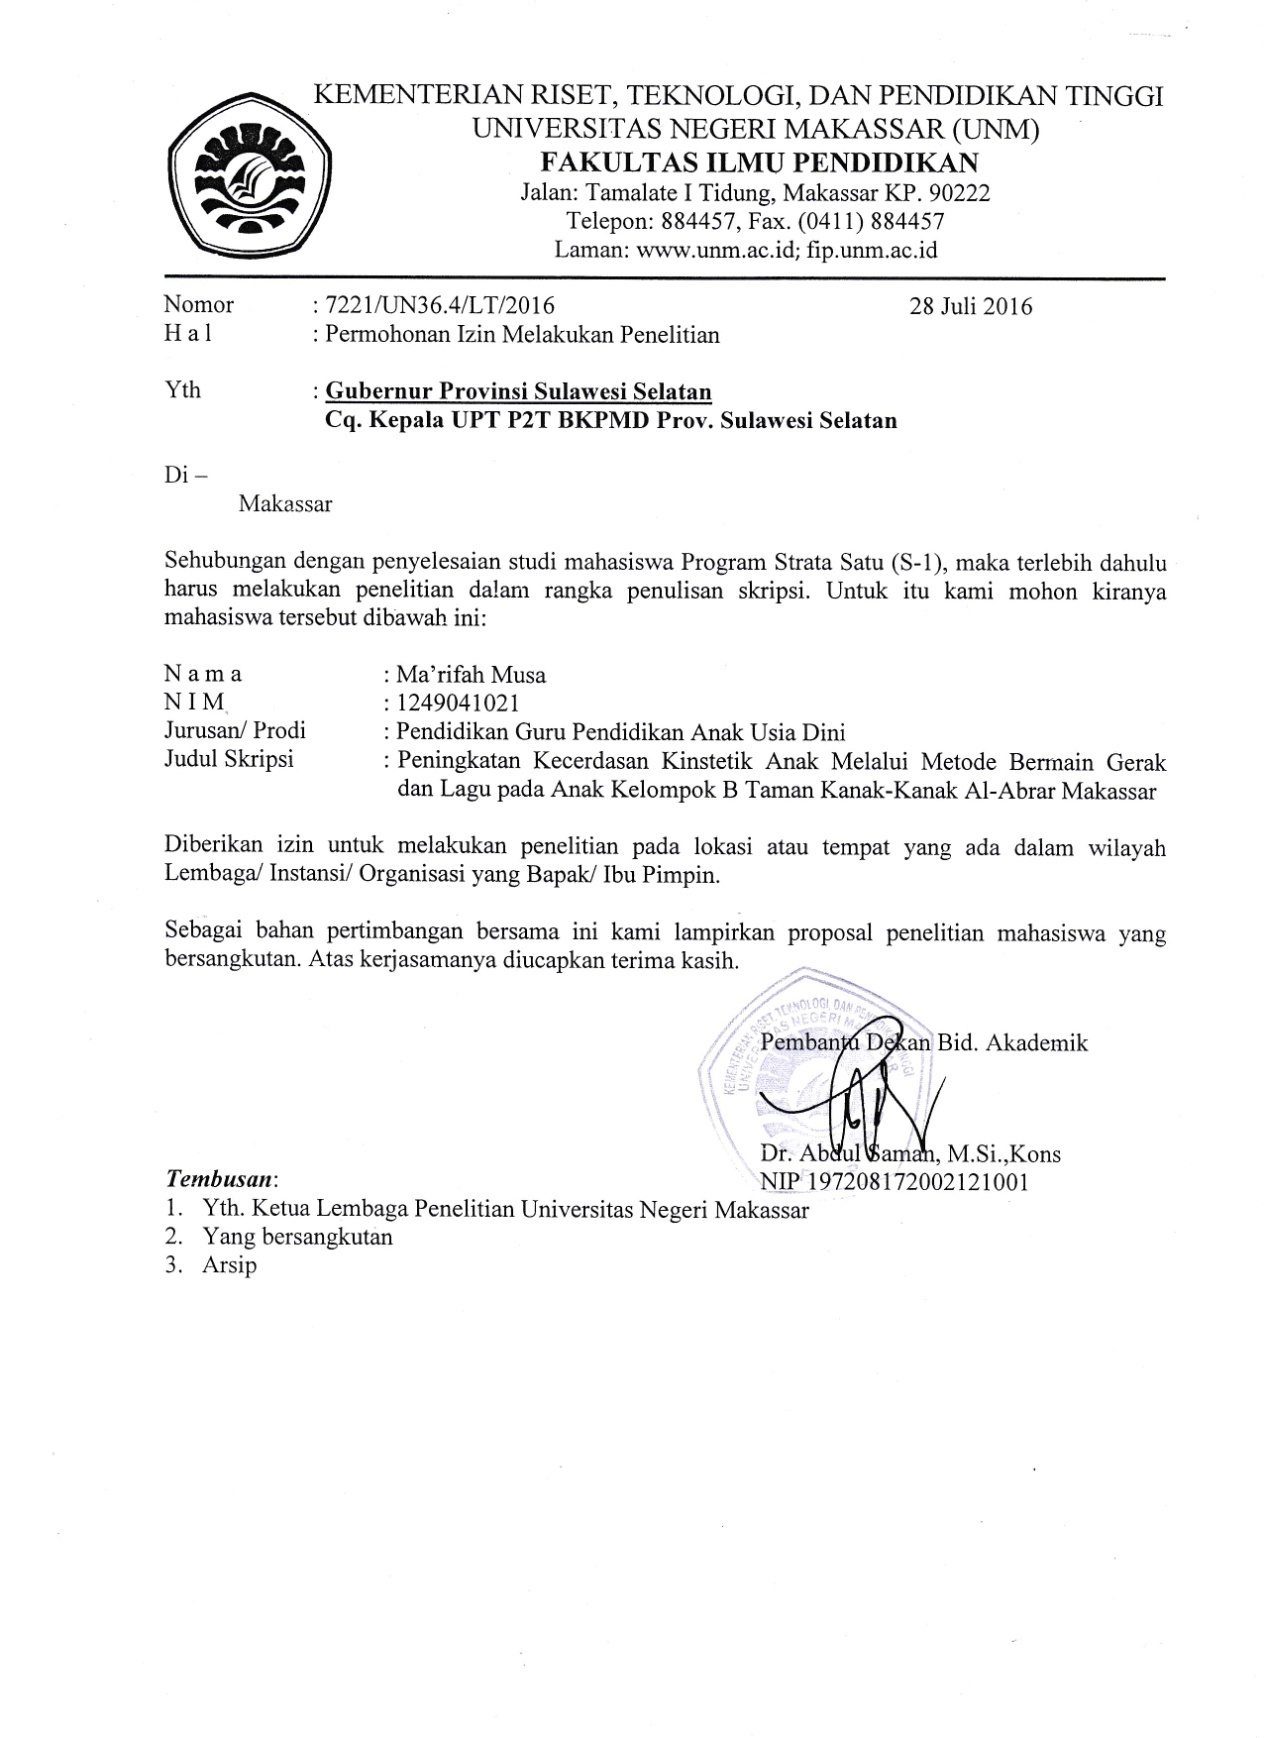 KEMENTERIAN RISET, TEKNOLOGI, DAN PENDIDIKAN TINGGI
UNIVERSITAS NEGERI MAKASSAR (UNM)
FAKULTAS ILMU PENDIDIKAN
Jalan: Tamalate I Tidung, Makassar KP. 90222
Telepon: 884457, Fax. (0411) 884457
Laman: www.unm.ac.id; fip.unm.ac.id
Nomor : 7221/UN36.4/LT/2016 28 Juli 2016
H a l : Permohonan Izin Melakukan Penelitian
Yth : Gubernur Provinsi Sulawesi Selatan
Cq. Kepala UPT P2T BKPMD Prov. Sulawesi Selatan
Di –
Makassar
Sehubungan dengan penyelesaian studi mahasiswa Program Strata Satu (S-1), maka terlebih dahulu
harus melakukan penelitian dalam rangka penulisan skripsi. Untuk itu kami mohon kiranya
mahasiswa tersebut dibawah ini:
N a m a : Ma'rifah Musa
N I M : 1249041021
Jurusan/ Prodi : Pendidikan Guru Pendidikan Anak Usia Dini
Judul Skripsi : Peningkatan Kecerdasan Kinstetik Anak Melalui Metode Bermain Gerak
dan Lagu pada Anak Kelompok B Taman Kanak-Kanak Al-Abrar Makassar
Diberikan izin untuk melakukan penelitian pada lokasi atau tempat yang ada dalam wilayah
Lembaga/ Instansi/ Organisasi yang Bapak/ Ibu Pimpin.
Sebagai bahan pertimbangan bersama ini kami lampirkan proposal penelitian mahasiswa yang
bersangkutan. Atas kerjasamanya diucapkan terima kasih.
KEMENTERIAN RISET, TEKNOLOGI, DAN PENDIDIKAN TINGGI
UNIVERSITAS NEGERI
Pembantu Dekan Bid. Akademik
Dr. Abdul Saman, M.Si.,Kons
NIP 197208172002121001
Tembusan:
1. Yth. Ketua Lembaga Penelitian Universitas Negeri Makassar
2. Yang bersangkutan
3. Arsip